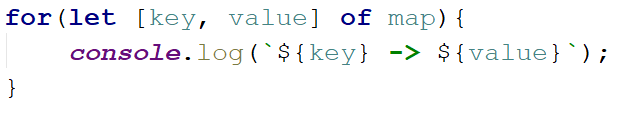 for(let [key, value] of map){
    console.log(`${key} -> ${value}`);
}